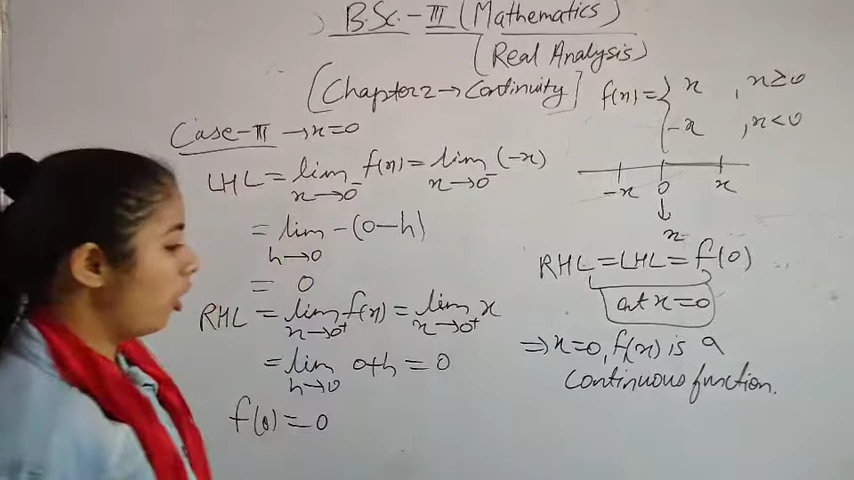 B.Sc. - III (Mathematics)
(Real Analysis)
[Chapter 2 → Continuity]
f(x) = { x , x ≥ 0
-x , x < 0
Case-II → x = 0
LHL = lim f(x) = lim (-x)
x→0⁻ x→0⁻
= lim -(0-h)
h→0
= 0
RHL = lim f(x) = lim x
x→0⁺ x→0⁺
= lim 0+h = 0
h→0
f(0) = 0
-x 0 x
↓
x
RHL = LHL = f(0)
at x = 0
⇒ x = 0, f(x) is a
continuous function.